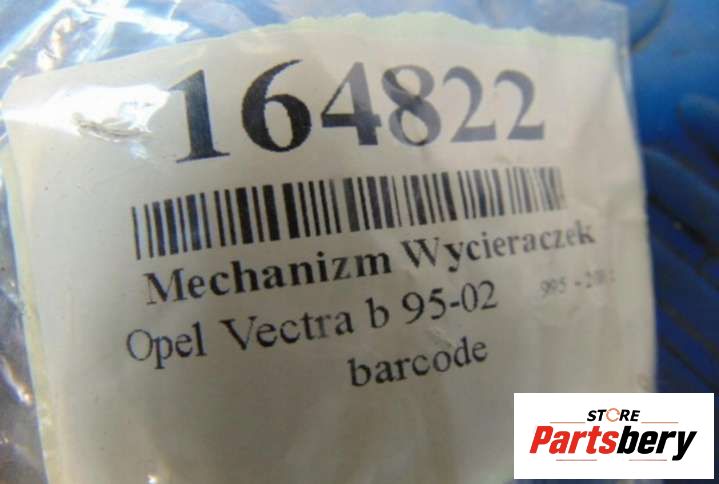 164822
Mechanizm Wycieraczek
Opel Vectra b 95-02
barcode
STORE
Partsbery